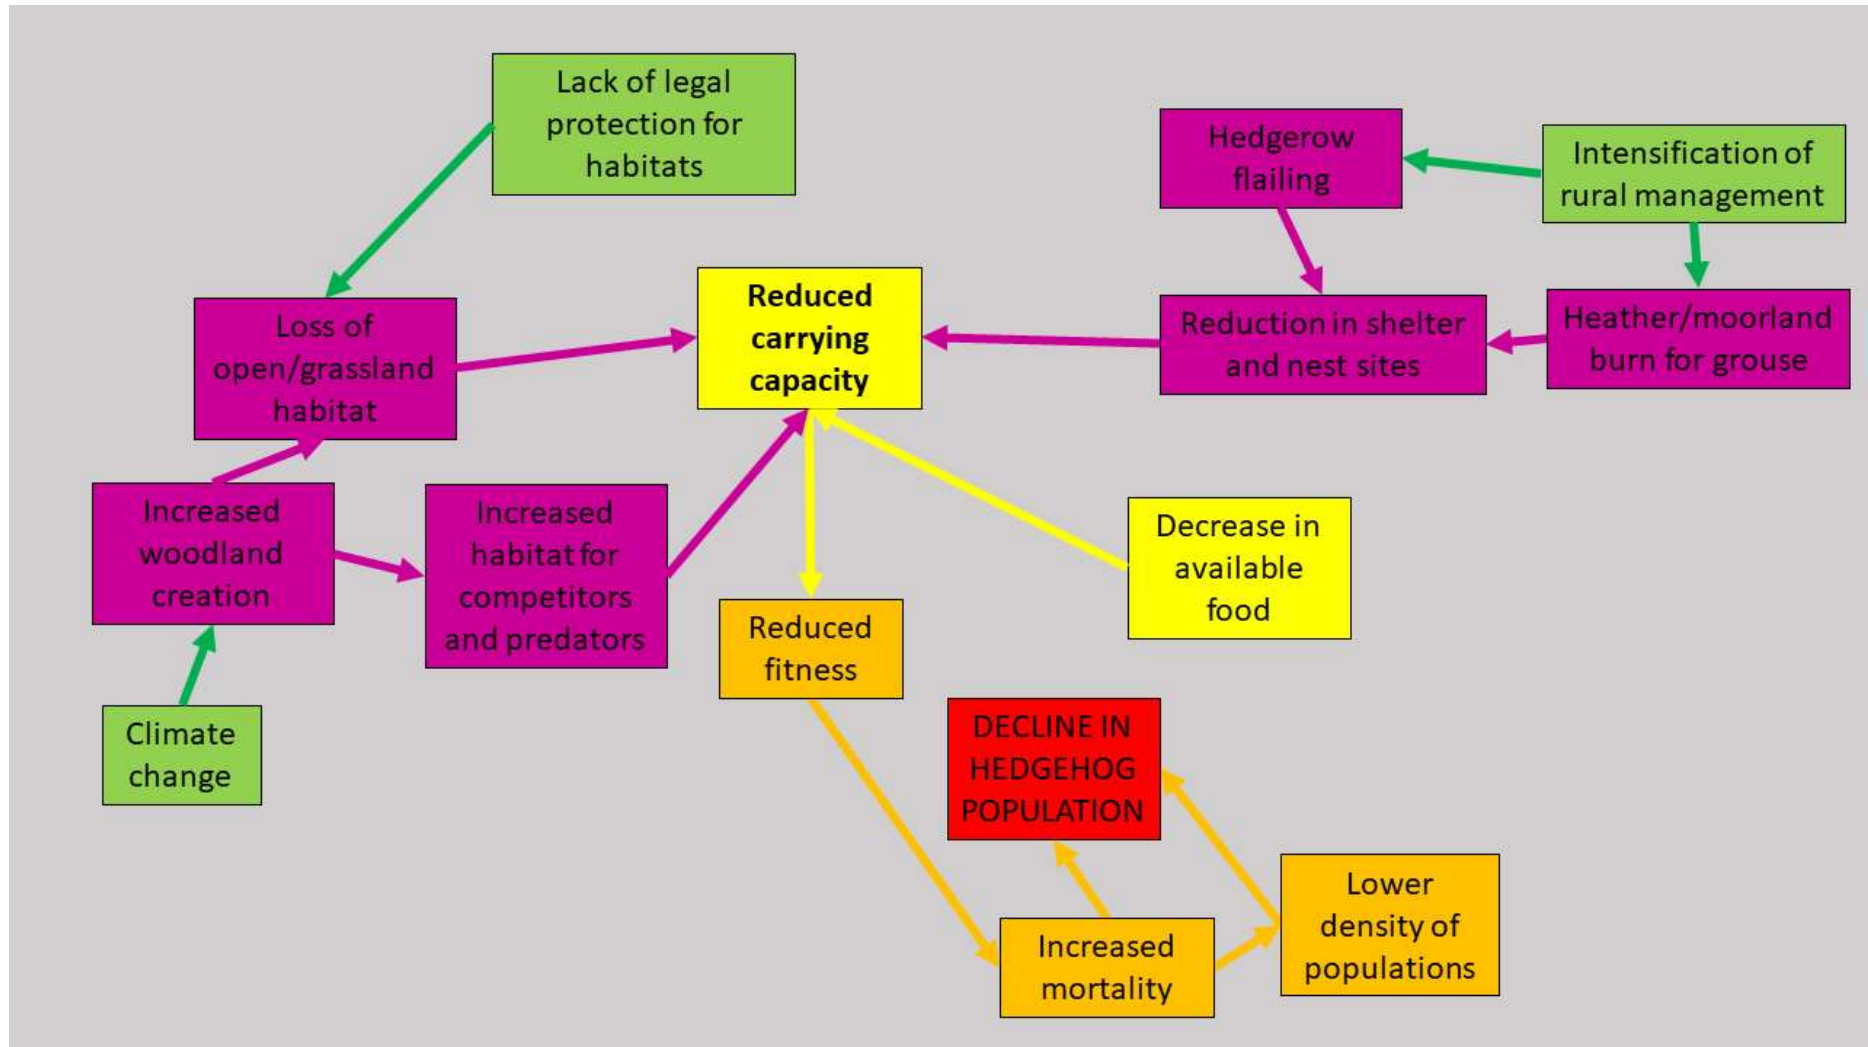 Lack of legal
protection for
habitats
Hedgerow
flailing
Intensification of
rural management
Loss of
open/grassland
habitat
Reduced
carrying
capacity
Reduction in shelter
and nest sites
Heather/moorland
burn for grouse
Increased
woodland
creation
Increased
habitat for
competitors
and predators
Decrease in
available
food
Reduced
fitness
Climate
change
DECLINE IN
HEDGEHOG
POPULATION
Lower
density of
populations
Increased
mortality